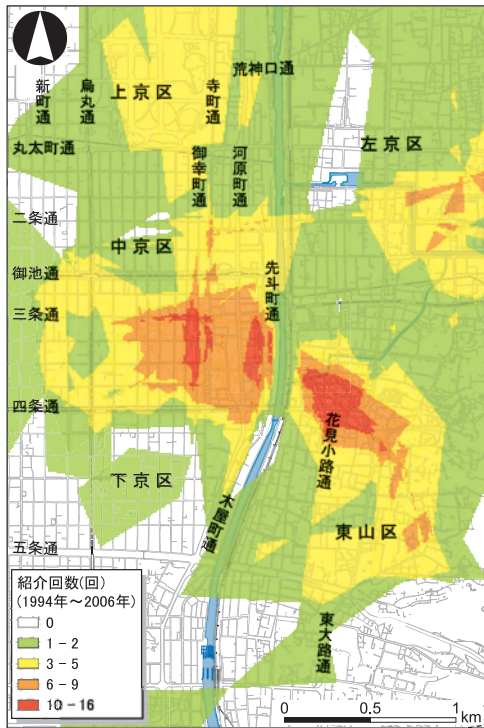 荒神口通
新町通
烏丸通
上京区
寺町通
丸太町通
御幸町通
河原町通
左京区
二条通
中京区
御池通
先斗町通
三条通
四条通
花見小路通
下京区
木屋町通
東山区
五条通
東大路通
鴨川
紹介回数(回)
(1994年～2006年)
0
1 - 2
3 - 5
6 - 9
10 - 16
0 0.5 1
km